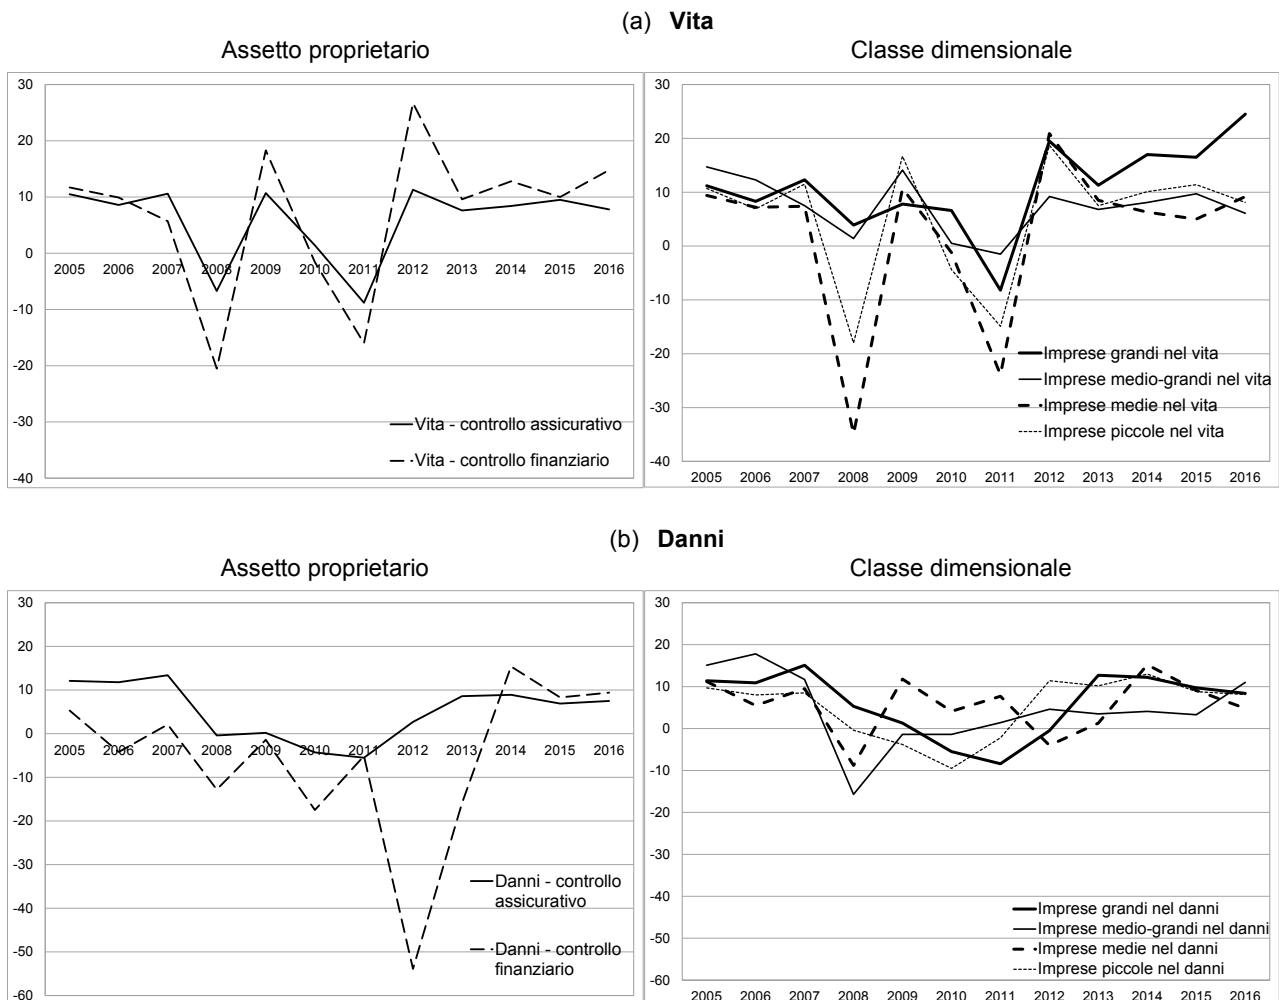 (a) Vita
Assetto proprietario
30
20
10
0
-10
-20
-30
-40
2005 2006 2007 2008 2009 2010 2011 2012 2013 2014 2015 2016
Vita - controllo assicurativo
Vita - controllo finanziario
Classe dimensionale
30
20
10
0
-10
-20
-30
-40
Imprese grandi nel vita
Imprese medio-grandi nel vita
Imprese medie nel vita
Imprese piccole nel vita
2005 2006 2007 2008 2009 2010 2011 2012 2013 2014 2015 2016
(b) Danni
Assetto proprietario
30
20
10
0
-10
-20
-30
-40
-50
-60
2005 2006 2007 2008 2009 2010 2011 2012 2013 2014 2015 2016
Danni - controllo
assicurativo
Danni - controllo
finanziario
Classe dimensionale
30
20
10
0
-10
-20
-30
-40
-50
-60
Imprese grandi nel danni
Imprese medio-grandi nel danni
Imprese medie nel danni
Imprese piccole nel danni
2005 2006 2007 2008 2009 2010 2011 2012 2013 2014 2015 2016